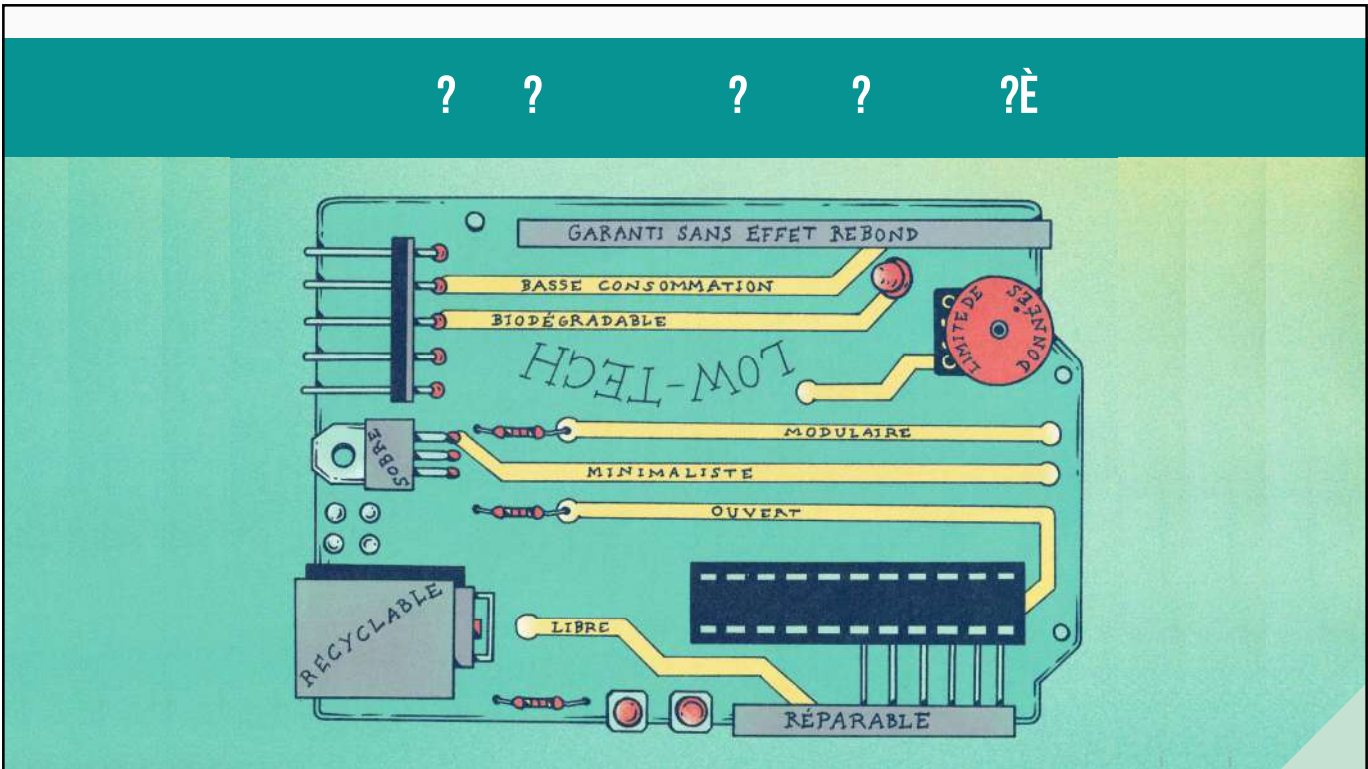 ? ? ? ? ?È
GARANTI SANS EFFET REBOND
BASSE CONSOMMATION
BIODÉGRADABLE
LIMITE DE DONNÉES
LOW-TECH
MODULAIRE
SOBRE
MINIMALISTE
OUVERT
RECYCLABLE
LIBRE
RÉPARABLE